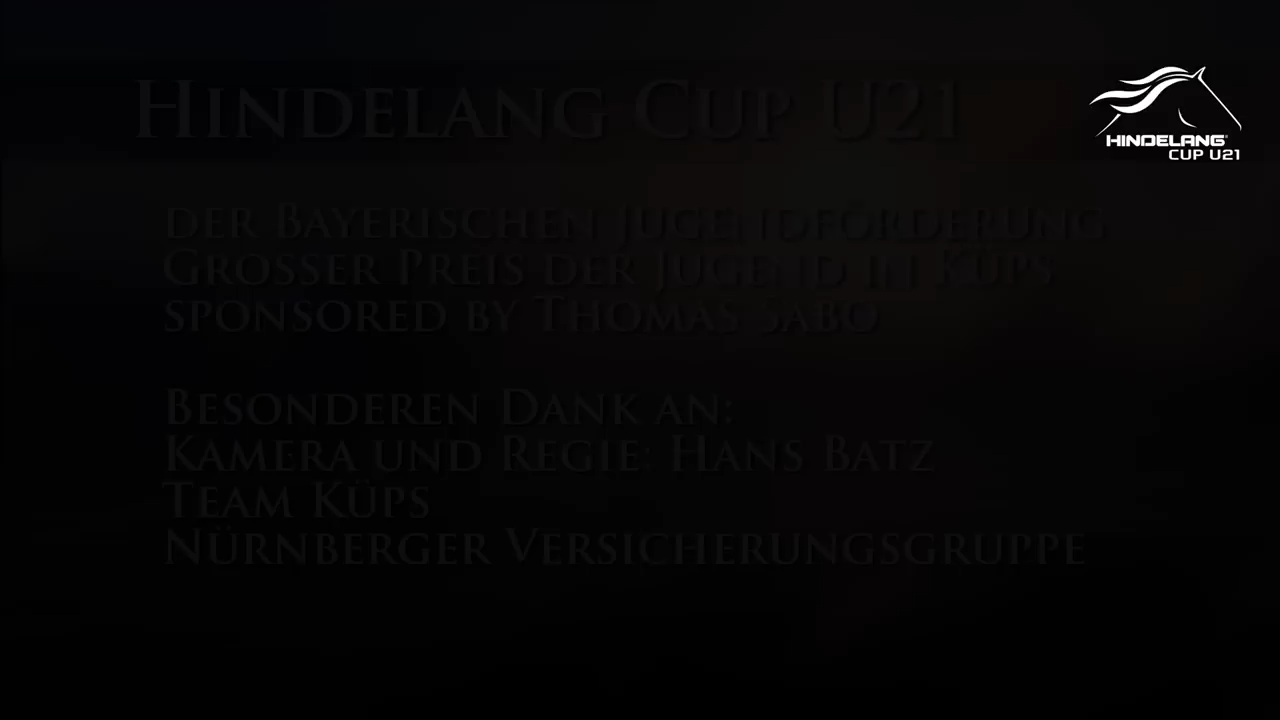 Hindelang Cup U21
HINDELANG®
CUP U21
der Bayerischen Jugendförderung
Grosser Preis der Jugend in Küps
sponsored by Thomas Sabo
Besonderen Dank an:
Kamera und Regie: Hans Batz
Team Küps
Nürnberger Versicherungsgruppe